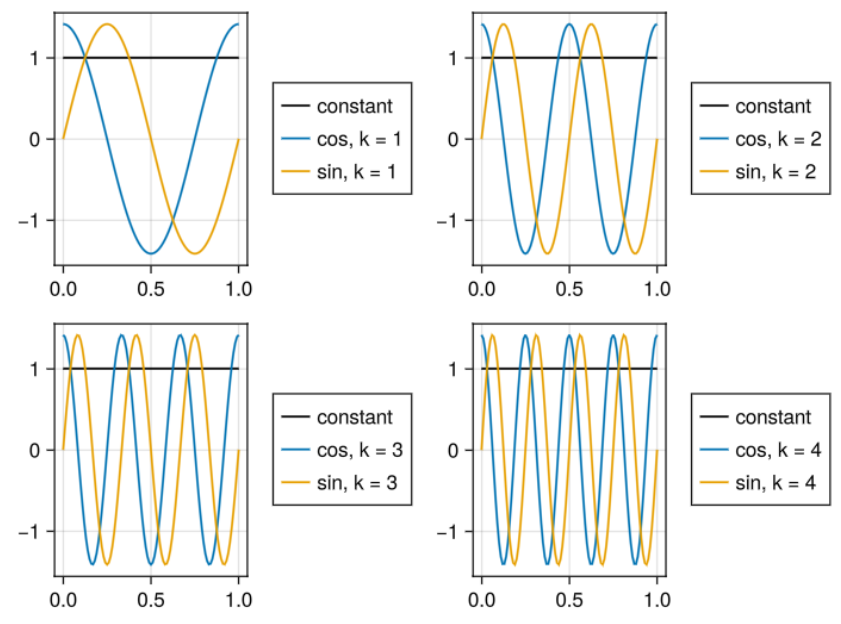 1
0
−1
0.0 0.5 1.0
constant
cos, k = 1
sin, k = 1
1
0
−1
0.0 0.5 1.0
constant
cos, k = 2
sin, k = 2
1
0
−1
0.0 0.5 1.0
constant
cos, k = 3
sin, k = 3
1
0
−1
0.0 0.5 1.0
constant
cos, k = 4
sin, k = 4